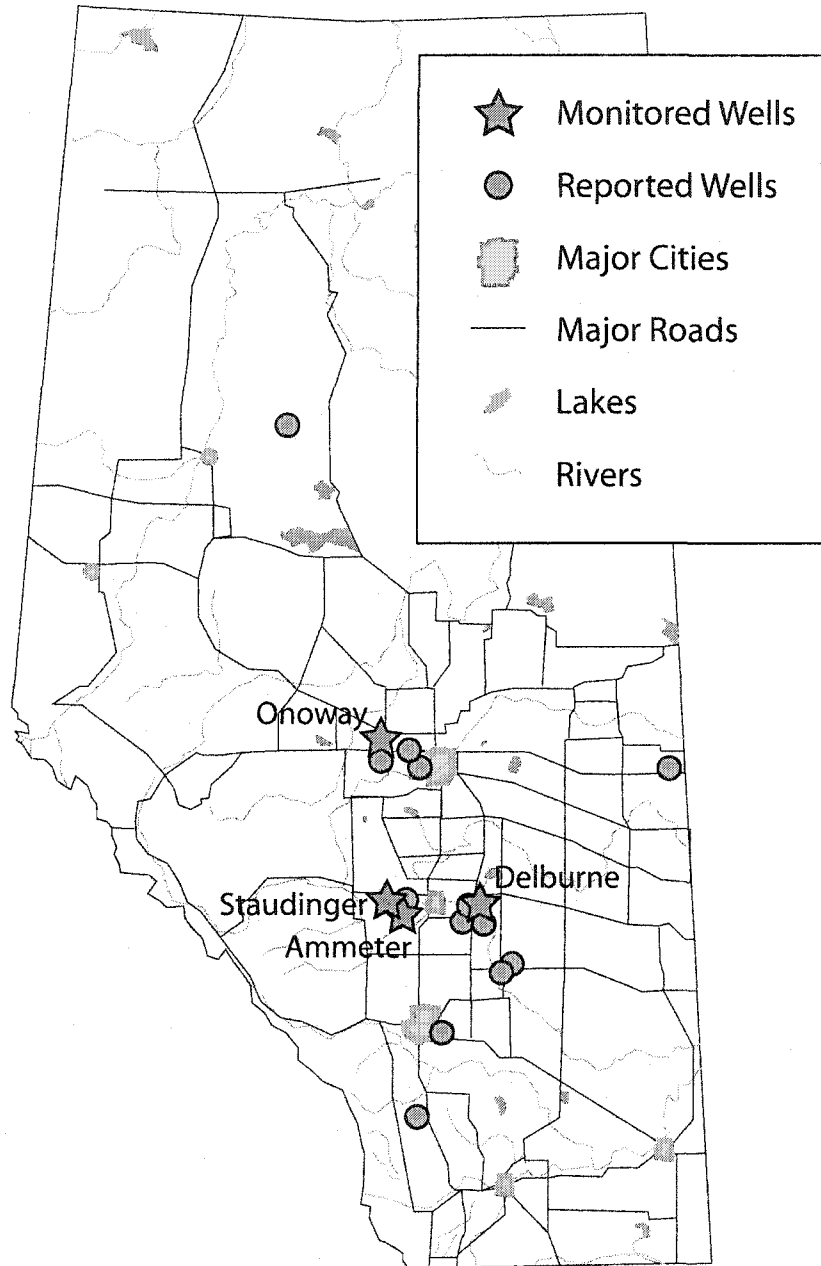 Monitored Wells
Reported Wells
Major Cities
Major Roads
Lakes
Rivers
Onoway
Delburne
Staudinger
Ammeter